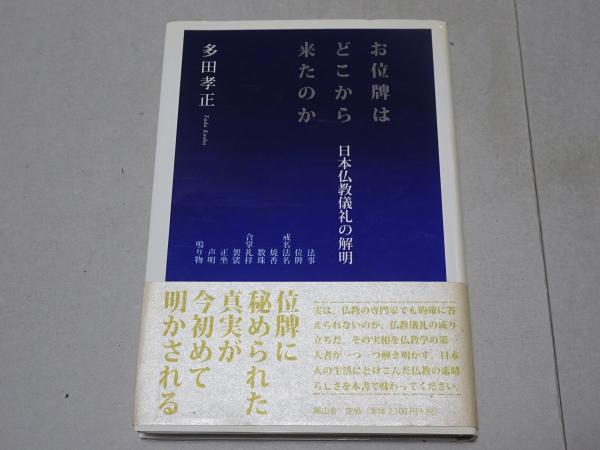 お位牌は
どこから
来たのか
日本仏教儀礼の解明
多田孝正
Toda Kosho
法事
位牌
戒名法名
焼香
数珠
合掌礼拝
袈裟
正坐
声明
鳴り物
位牌に
秘められた
真実が
今初めて
明かされる
実は、仏教の専門家でも的確に答
えられないのが、仏教儀礼の成り
立ちだ。その実相を仏教学の第一
人者が一つ一つ解き明かす。日本
人の生活にとけこんだ仏教の素晴
らしさを本書で味わってください。
興山舎/定価(本体2,100円+税)